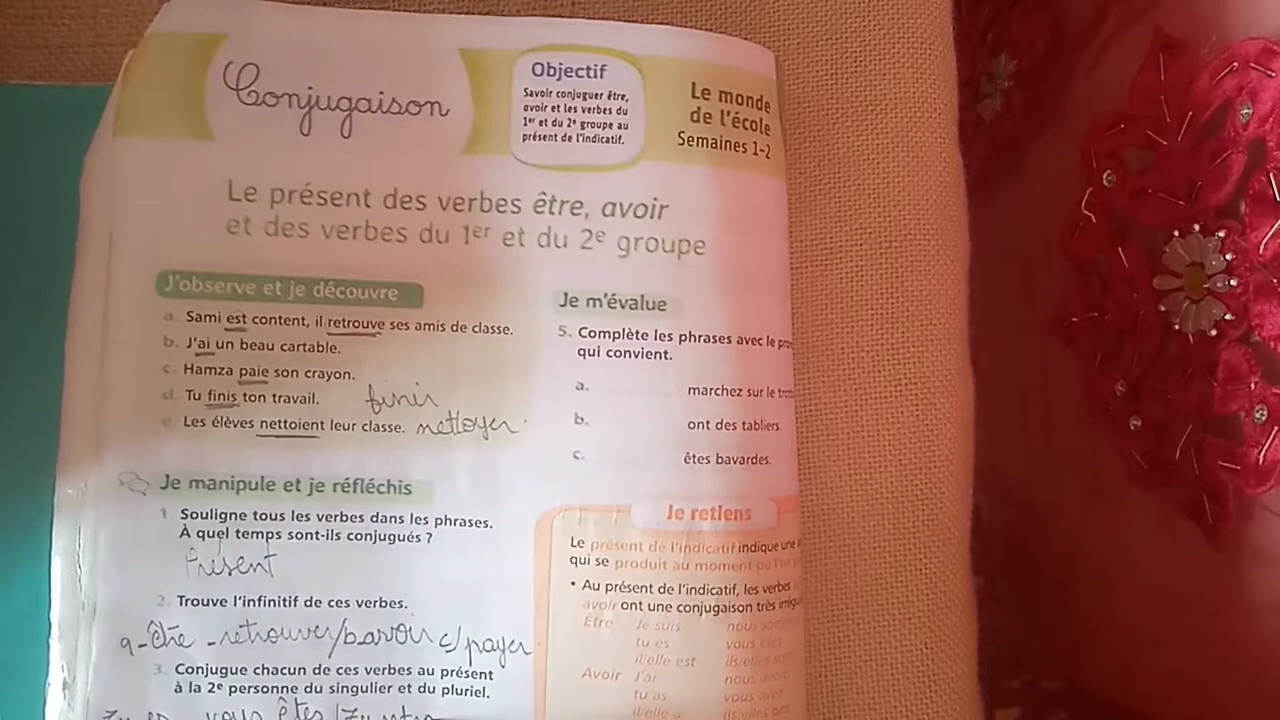 Conjugaison
Objectif
Savoir conjuguer être,
avoir et les verbes du
1er et du 2e groupe au
présent de l'indicatif.
Le monde
de l'école
Semaines 1-2
Le présent des verbes être, avoir
et des verbes du 1er et du 2e groupe
J'observe et je découvre
a. Sami est content, il retrouve ses amis de classe.
b. J'ai un beau cartable.
c. Hamza paie son crayon.
d. Tu finis ton travail. finir
e. Les élèves nettoient leur classe. nettoyer
Je manipule et je réfléchis
1. Souligne tous les verbes dans les phrases.
À quel temps sont-ils conjugués ?
Présent
2. Trouve l'infinitif de ces verbes.
a-être -retrouver/b avoir c/payer
3. Conjugue chacun de ces verbes au présent
à la 2e personne du singulier et du pluriel.
vous êtes
Je m'évalue
5. Complète les phrases avec le
qui convient.
a. marchez sur le
b. ont des tabliers.
c. êtes bavardes.
Je retiens
Le présent de l'indicatif indique une
qui se produit au moment où l'on
• Au présent de l'indicatif, les verbes
avoir ont une conjugaison très
Être Je suis nous
tu es vous êtes
il/elle est ils/elles
Avoir J'ai nous
tu as vous avez
il/elle a ils/elles ont